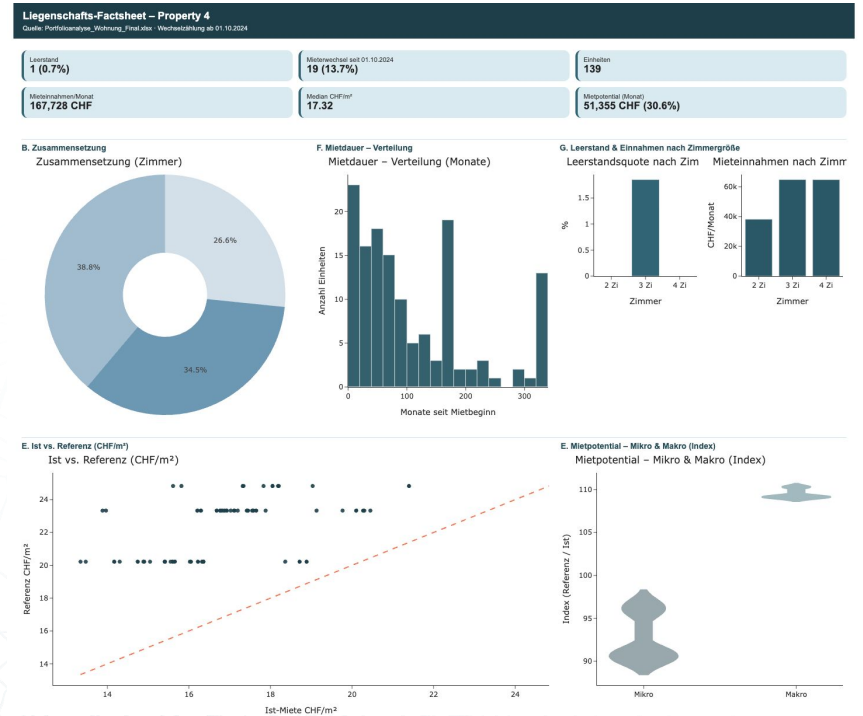 Liegenschafts-Factsheet – Property 4
Quelle: Portfolioanalyse_Wohnung_Final.xlsx · Wechselzählung ab 01.10.2024
Leerstand
1 (0.7%)
Mieterwechsel seit 01.10.2024
19 (13.7%)
Einheiten
139
Mieteinnahmen/Monat
167,728 CHF
Median CHF/m²
17.32
Mietpotential (Monat)
51,355 CHF (30.6%)
B. Zusammensetzung
Zusammensetzung (Zimmer)
26.6%
38.8%
34.5%
F. Mietdauer – Verteilung
Mietdauer – Verteilung (Monate)
Anzahl Einheiten
20
15
10
5
0
0 100 200 300
Monate seit Mietbeginn
G. Leerstand & Einnahmen nach Zimmergröße
Leerstandsquote nach Zim
%
1.5
1
0.5
0
2 Zi 3 Zi 4 Zi
Zimmer
Mieteinnahmen nach Zimm
CHF/Monat
60k
40k
20k
0
2 Zi 3 Zi 4 Zi
Zimmer
E. Ist vs. Referenz (CHF/m²)
Ist vs. Referenz (CHF/m²)
Referenz CHF/m²
24
22
20
18
16
14
14 16 18 20 22 24
Ist-Miete CHF/m²
E. Mietpotential – Mikro & Makro (Index)
Mietpotential – Mikro & Makro (Index)
Index (Referenz / Ist)
110
105
100
95
90
Mikro Makro